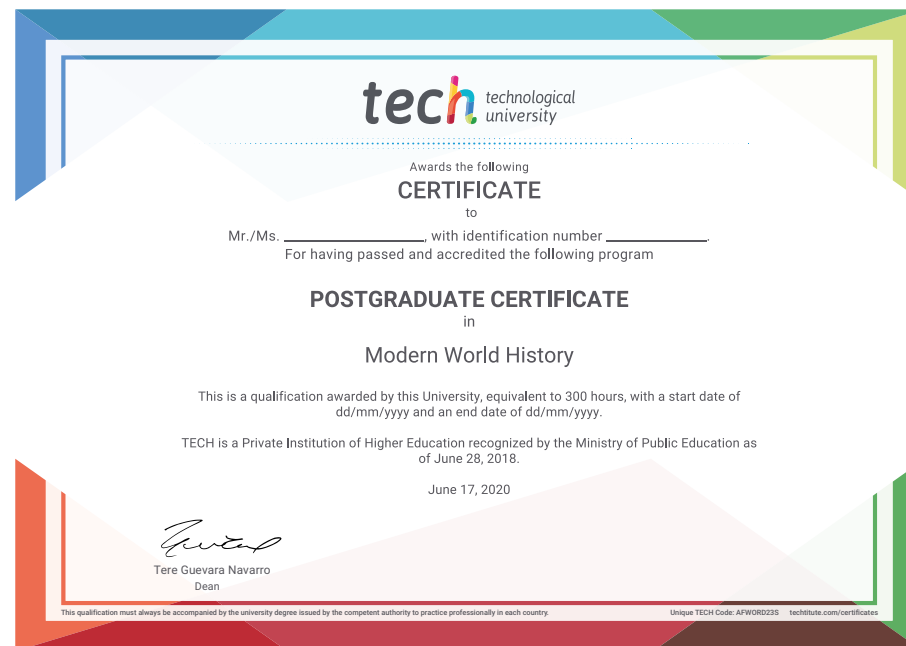 tech technological
university
Awards the following
CERTIFICATE
to
Mr./Ms. ____________, with identification number ____________.
For having passed and accredited the following program
POSTGRADUATE CERTIFICATE
in
Modern World History
This is a qualification awarded by this University, equivalent to 300 hours, with a start date of
dd/mm/yyyy and an end date of dd/mm/yyyy.
TECH is a Private Institution of Higher Education recognized by the Ministry of Public Education as
of June 28, 2018.
June 17, 2020
Tere Guevara Navarro
Dean
This qualification must always be accompanied by the university degree issued by the competent authority to practice professionally in each country.
Unique TECH Code: AFWORD23S techtitute.com/certificates